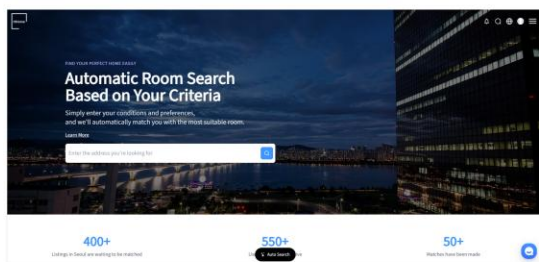 FIND YOUR PERFECT HOME EASILY
Automatic Room Search
Based on Your Criteria
Simply enter your conditions and preferences,
and we'll automatically match you with the most suitable room.
Learn More
Enter the address you're looking for.
400+
550+
50+
Listings in Seoul are waiting to be matched.
Matches have been made.
Auto Search